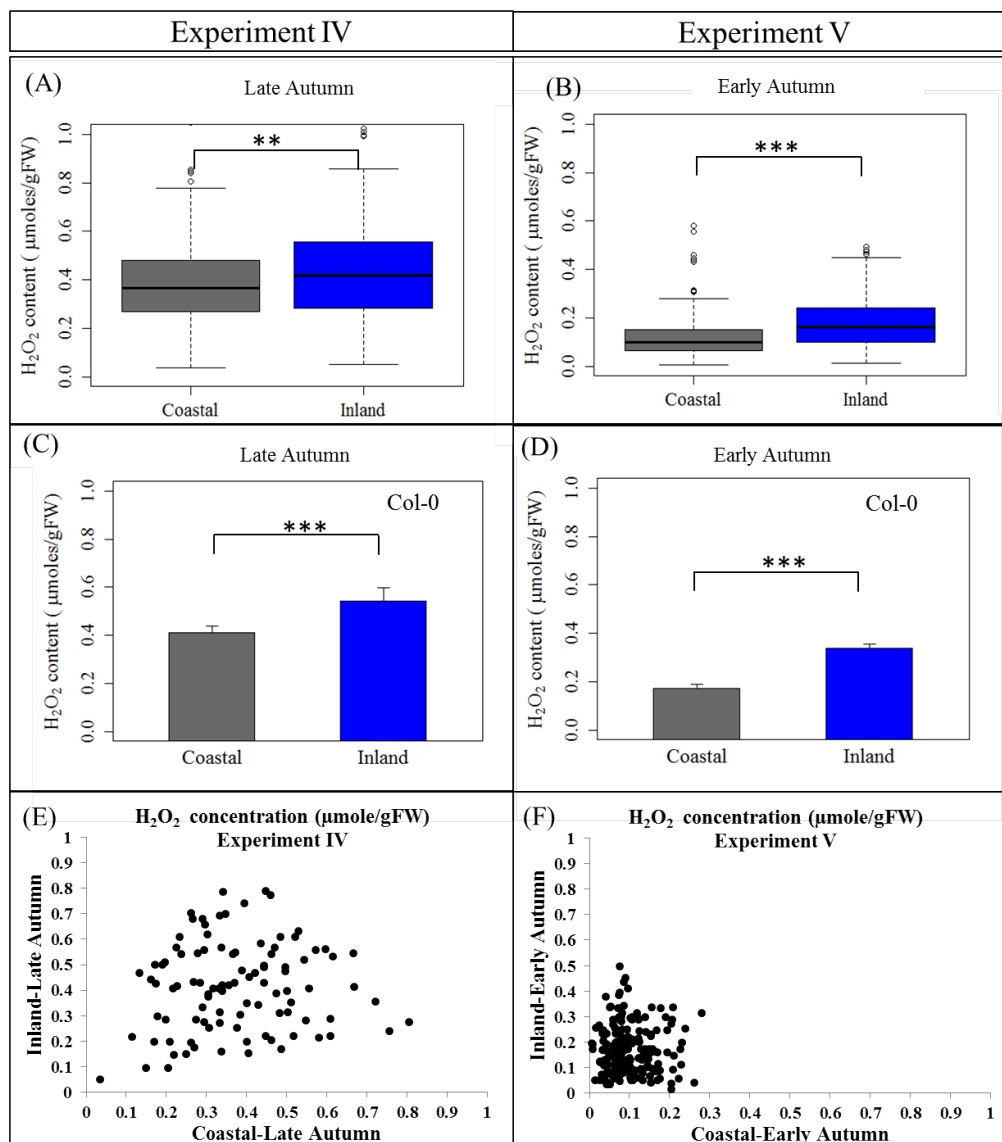 Experiment IV
Experiment V
(A)
Late Autumn
H₂O₂ content ( µmoles/gFW)
0.0 0.2 0.4 0.6 0.8 1.0
**
Coastal Inland
(B)
Early Autumn
H₂O₂ content ( µmoles/gFW)
0.0 0.2 0.4 0.6 0.8 1.0
***
Coastal Inland
(C)
Late Autumn
Col-0
H₂O₂ content ( µmoles/gFW)
0.0 0.2 0.4 0.6 0.8 1.0
***
Coastal Inland
(D)
Early Autumn
Col-0
H₂O₂ content ( µmoles/gFW)
0.0 0.2 0.4 0.6 0.8 1.0
***
Coastal Inland
(E)
H₂O₂ concentration (µmole/gFW)
Experiment IV
Inland-Late Autumn
1
0.9
0.8
0.7
0.6
0.5
0.4
0.3
0.2
0.1
0
0 0.1 0.2 0.3 0.4 0.5 0.6 0.7 0.8 0.9 1
Coastal-Late Autumn
(F)
H₂O₂ concentration (µmole/gFW)
Experiment V
Inland-Early Autumn
1
0.9
0.8
0.7
0.6
0.5
0.4
0.3
0.2
0.1
0
0 0.1 0.2 0.3 0.4 0.5 0.6 0.7 0.8 0.9 1
Coastal-Early Autumn